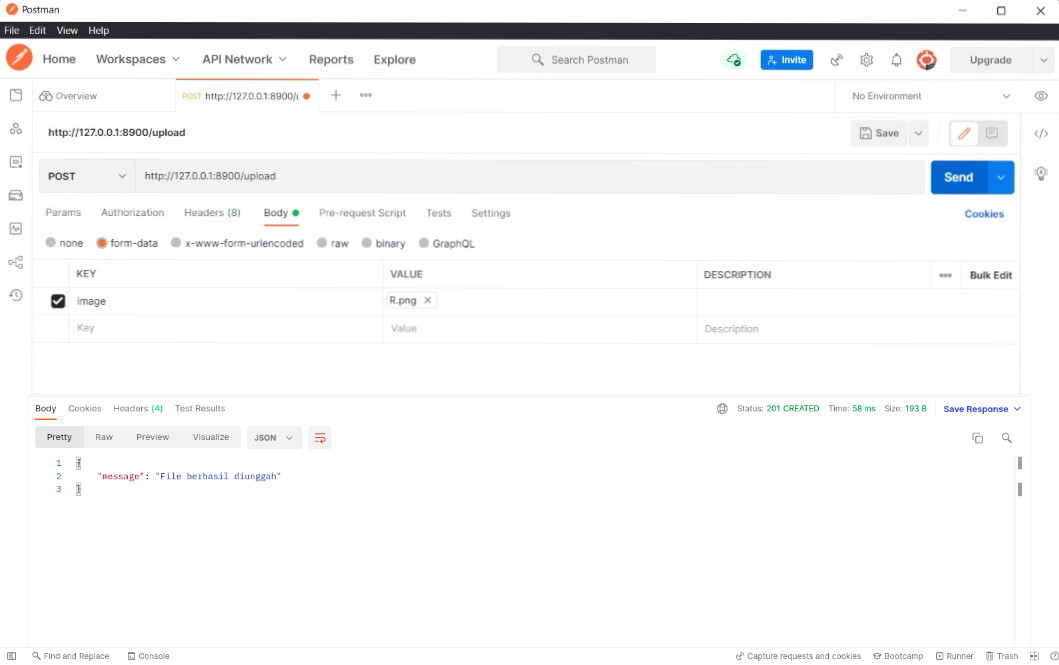 Postman
File Edit View Help
Home Workspaces API Network Reports Explore Search Postman Invite Upgrade
Overview POST http://127.0.0.1:8900/u No Environment
http://127.0.0.1:8900/upload Save
POST http://127.0.0.1:8900/upload Send
Params Authorization Headers (8) Body Pre-request Script Tests Settings Cookies
none form-data x-www-form-urlencoded raw binary GraphQL
KEY VALUE DESCRIPTION Bulk Edit
image R.png
Key Value Description
Body Cookies Headers (4) Test Results Status: 201 CREATED Time: 58 ms Size: 193 B Save Response
Pretty Raw Preview Visualize JSON
1 {
2 "message": "File berhasil diunggah"
3 }
Find and Replace Console Capture requests and cookies Bootcamp Runner Trash